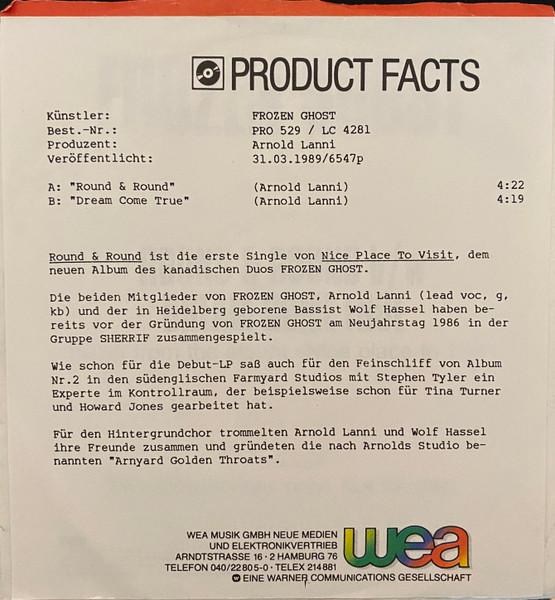 PRODUCT FACTS
Künstler: FROZEN GHOST
Best.-Nr.: PRO 529 / LC 4281
Produzent: Arnold Lanni
Veröffentlicht: 31.03.1989/6547p
A: "Round & Round" (Arnold Lanni) 4:22
B: "Dream Come True" (Arnold Lanni) 4:19
Round & Round ist die erste Single von Nice Place To Visit, dem
neuen Album des kanadischen Duos FROZEN GHOST.
Die beiden Mitglieder von FROZEN GHOST, Arnold Lanni (lead voc, g,
kb) und der in Heidelberg geborene Bassist Wolf Hassel haben be-
reits vor der Gründung von FROZEN GHOST am Neujahrstag 1986 in der
Gruppe SHERRIF zusammengespielt.
Wie schon für die Debut-LP saß auch für den Feinschliff von Album
Nr.2 in den südenglischen Farmyard Studios mit Stephen Tyler ein
Experte im Kontrollraum, der beispielsweise schon für Tina Turner
und Howard Jones gearbeitet hat.
Für den Hintergrundchor trommelten Arnold Lanni und Wolf Hassel
ihre Freunde zusammen und gründeten die nach Arnolds Studio be-
nannten "Arnyard Golden Throats".
WEA MUSIK GMBH NEUE MEDIEN
UND ELEKTRONIKVERTRIEB
ARNDTSTRASSE 16 · 2 HAMBURG 76
TELEFON 040/22805-0 · TELEX 214881
EINE WARNER COMMUNICATIONS GESELLSCHAFT
wea